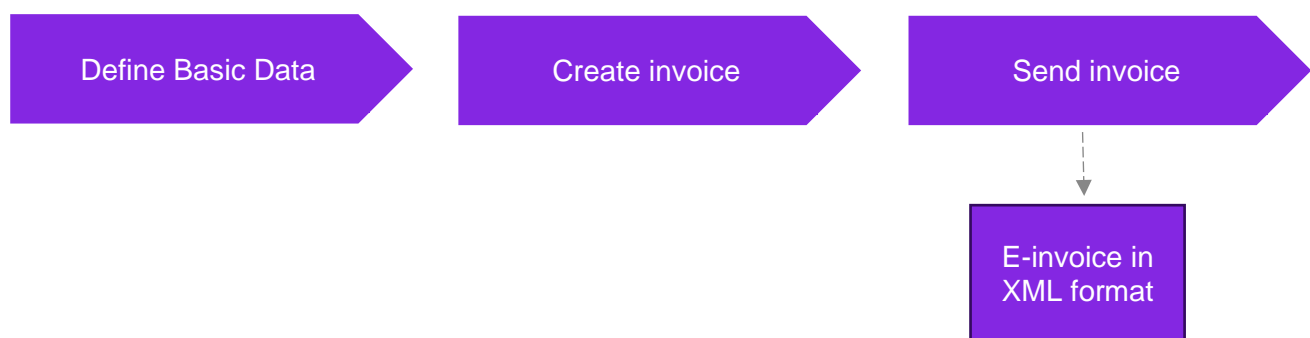 Define Basic Data
Create invoice
Send invoice
E-invoice in
XML format